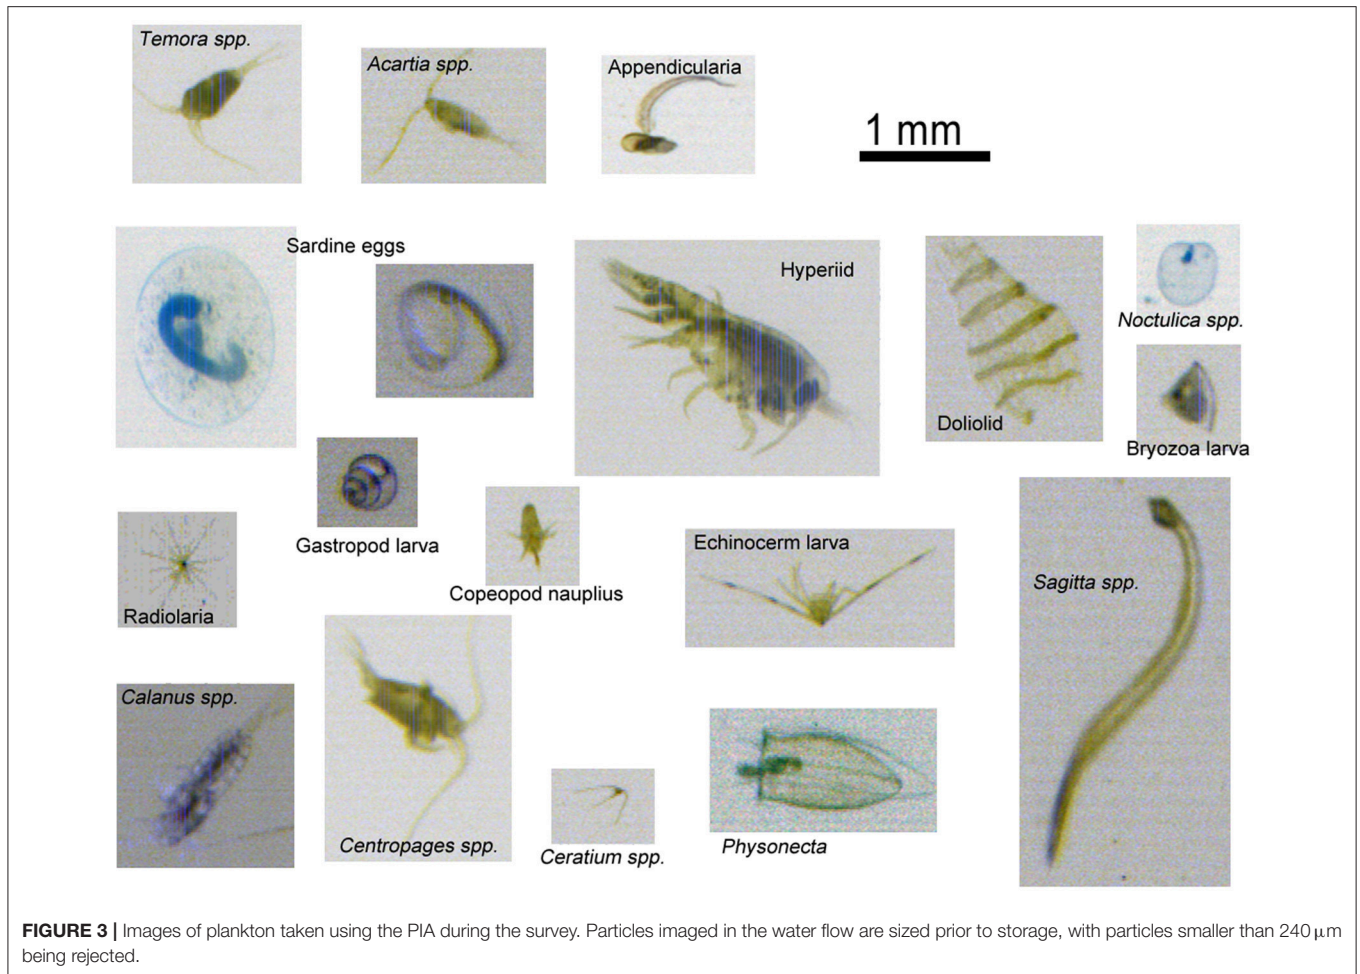 Temora spp.
Acartia spp.
Appendicularia
1 mm
Sardine eggs
Hyperiid
Doliolid
Noctulica spp.
Bryozoa larva
Gastropod larva
Radiolaria
Copeopod nauplius
Echinocerm larva
Sagitta spp.
Calanus spp.
Centropages spp.
Ceratium spp.
Physonecta
FIGURE 3 | Images of plankton taken using the PIA during the survey. Particles imaged in the water flow are sized prior to storage, with particles smaller than 240 μm
being rejected.